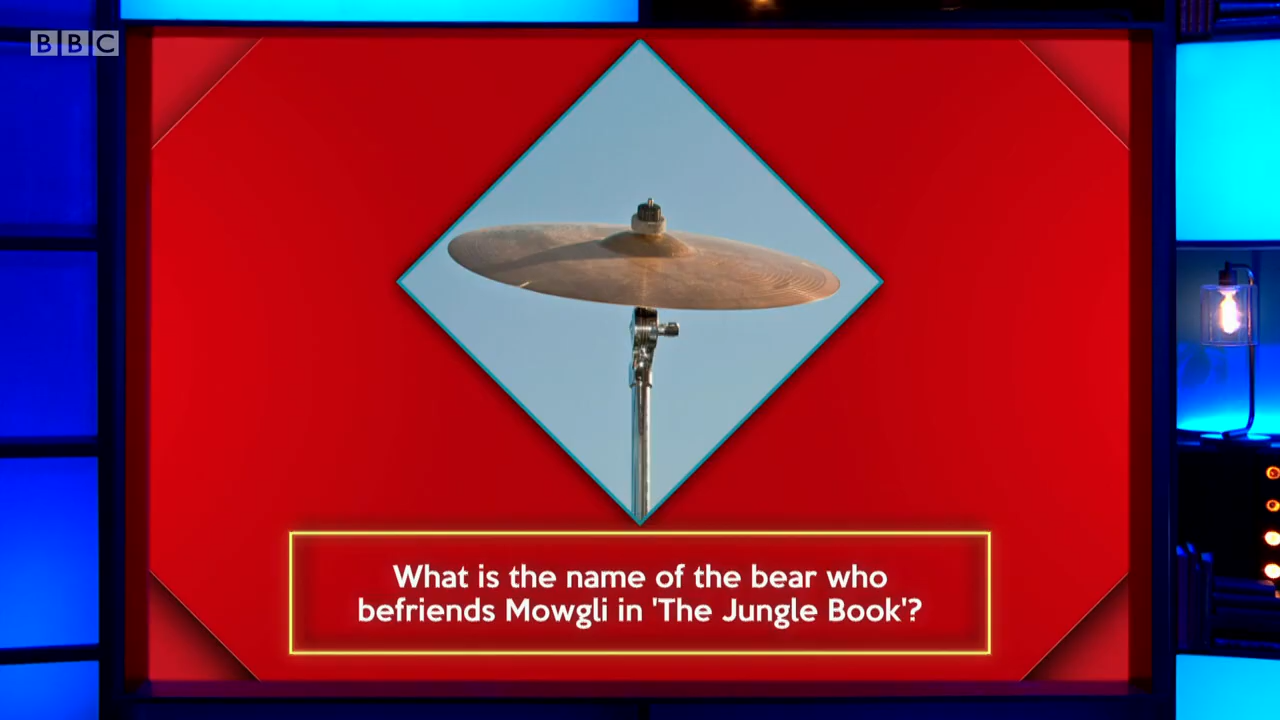 BBC
What is the name of the bear who
befriends Mowgli in 'The Jungle Book'?